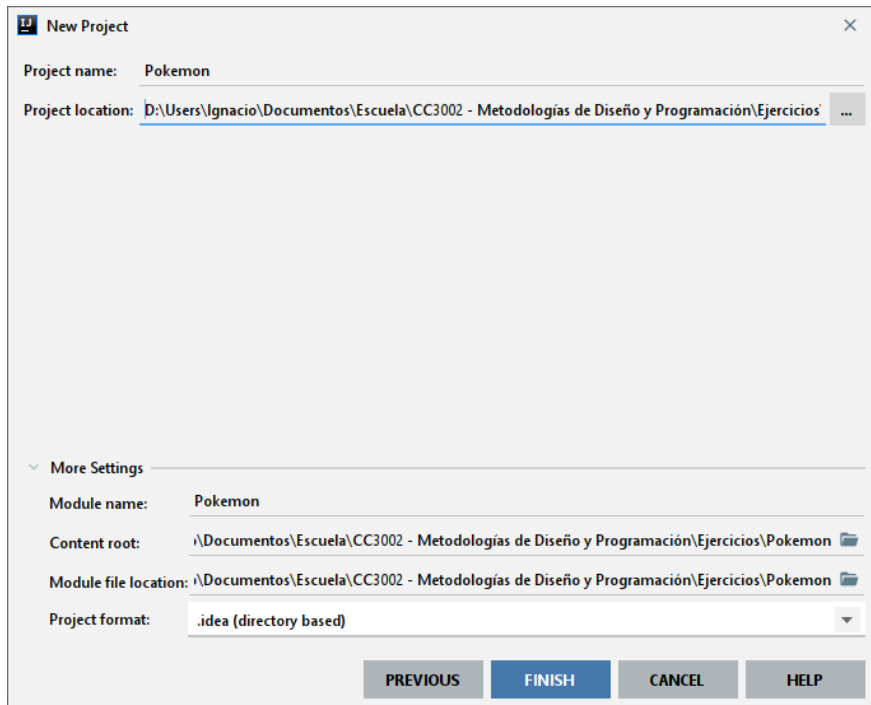 New Project
Project name: Pokemon
Project location: D:\Users\Ignacio\Documentos\Escuela\CC3002 - Metodologías de Diseño y Programación\Ejercicios\ ...
More Settings
Module name: Pokemon
Content root: \Documentos\Escuela\CC3002 - Metodologías de Diseño y Programación\Ejercicios\Pokemon
Module file location: \Documentos\Escuela\CC3002 - Metodologías de Diseño y Programación\Ejercicios\Pokemon
Project format: .idea (directory based)
PREVIOUS FINISH CANCEL HELP